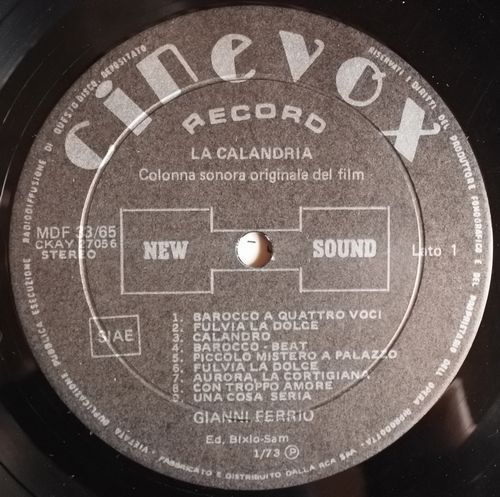 cinevox
RECORD
LA CALANDRIA
Colonna sonora originale del film
MDF 33/65
CKAY 27056
STEREO
NEW SOUND
Lato 1
SIAE
1. BAROCCO A QUATTRO VOCI
2. FULVIA LA DOLCE
3. CALANDRO
4. BAROCCO - BEAT
5. PICCOLO MISTERO A PALAZZO
6. FULVIA LA DOLCE
7. AURORA, LA CORTIGIANA
8. CON TROPPO AMORE
9. UNA COSA SERIA
GIANNI FERRIO
Ed. Bixio-Sam
1/73 Ⓟ
VIETATA DUPLICAZIONE PUBBLICA ESECUZIONE RADIODIFFUSIONE DI QUESTO DISCO DEPOSITATO
RISERVATI I DIRITTI DEL PRODUTTORE FONOGRAFICO E DEL PROPRIETARIO DELL'OPERA RIPRODOTTA
FABBRICATO E DISTRIBUITO DALLA RCA SPA